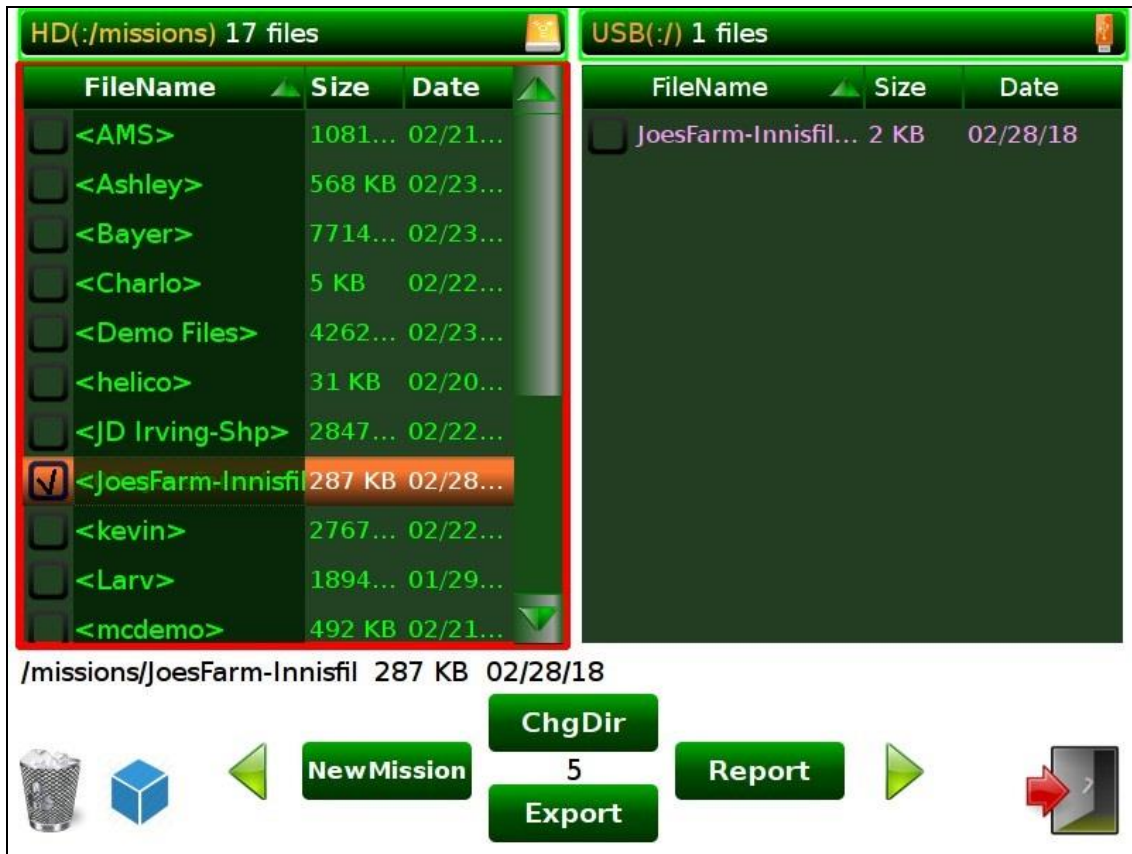 HD(:/missions) 17 files
FileName Size Date
<AMS> 1081... 02/21...
<Ashley> 568 KB 02/23...
<Bayer> 7714... 02/23...
<Charlo> 5 KB 02/22...
<Demo Files> 4262... 02/23...
<helico> 31 KB 02/20...
<JD Irving-Shp> 2847... 02/22...
<JoesFarm-Innisfil 287 KB 02/28...
<kevin> 2767... 02/22...
<Larv> 1894... 01/29...
<mcdemo> 492 KB 02/21...
USB(:/) 1 files
FileName Size Date
JoesFarm-Innisfil... 2 KB 02/28/18
/missions/JoesFarm-Innisfil 287 KB 02/28/18
ChgDir
NewMission 5 Report
Export